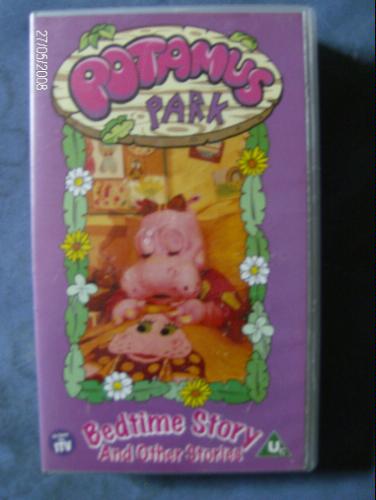 27/05/2008
POTAMUS
PARK
Bedtime Story
And Other Stories
ITV
U